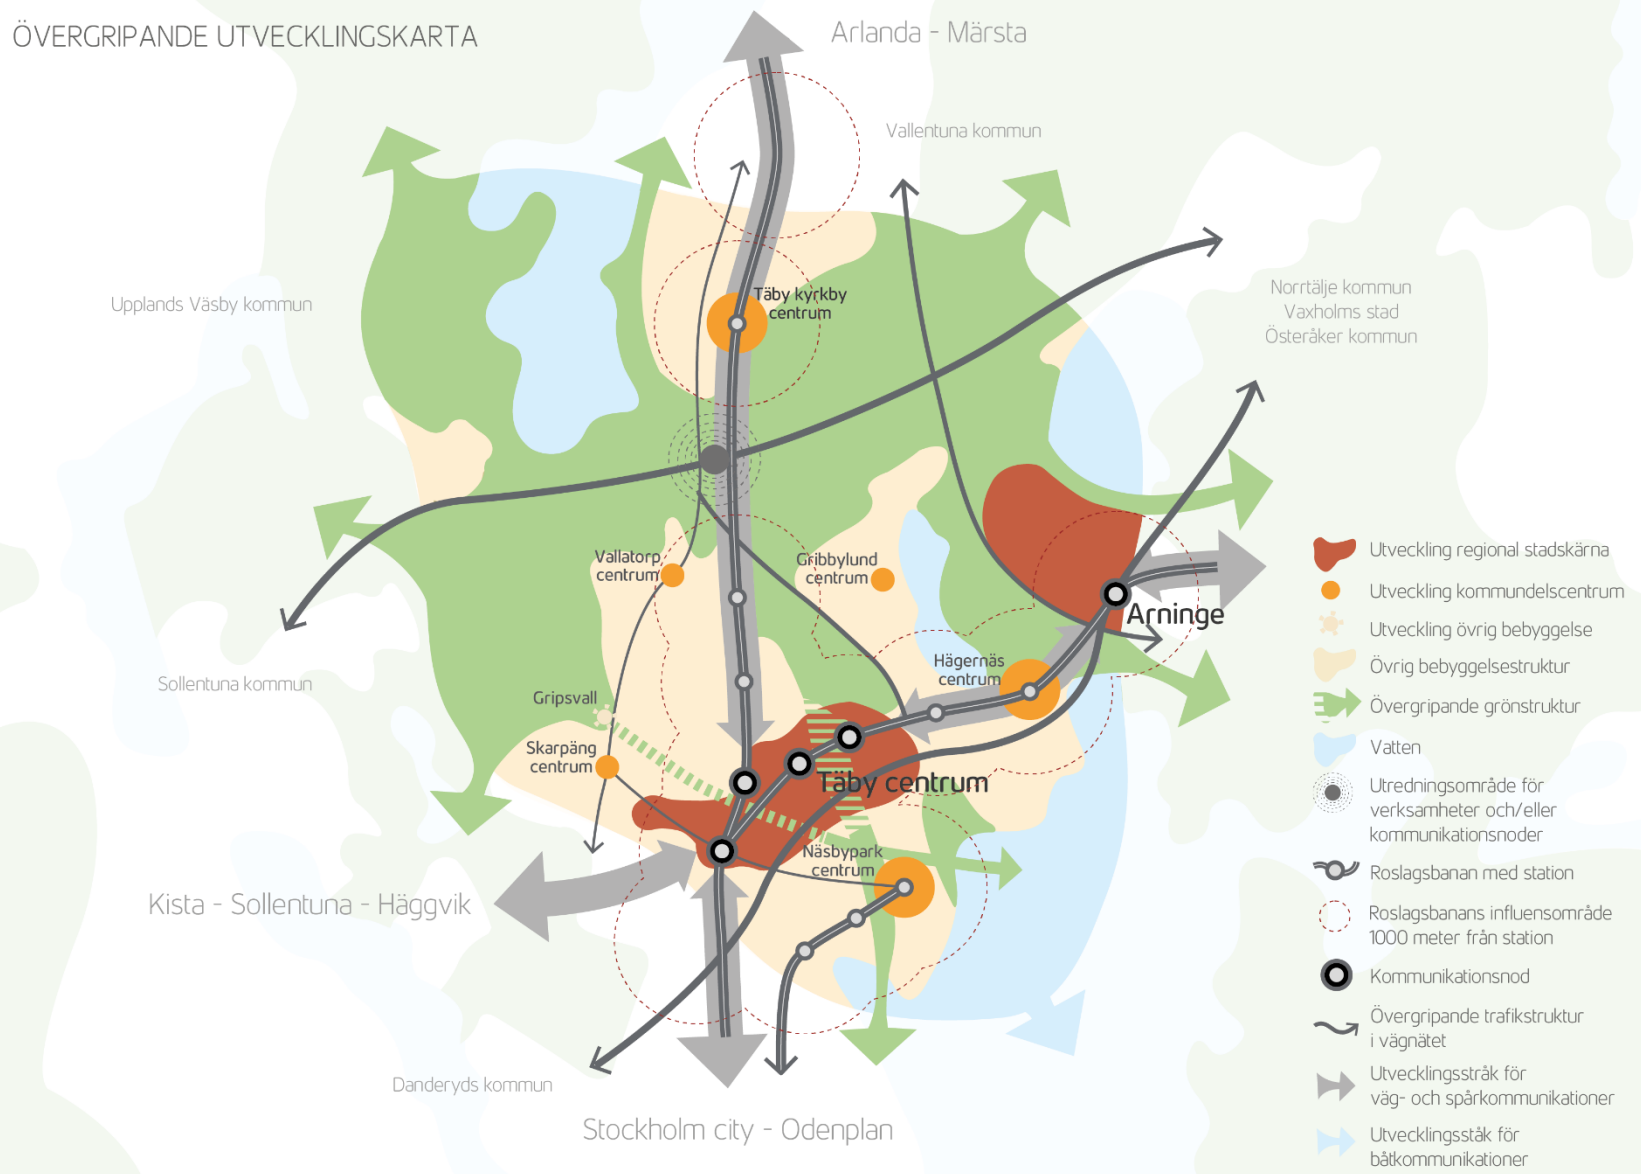 ÖVERGRIPANDE UTVECKLINGSKARTA
Arlanda - Märsta
Vallentuna kommun
Upplands Väsby kommun
Täby kyrkby
centrum
Norrtälje kommun
Vaxholms stad
Österåker kommun
Vallatorp
centrum
Gribbylund
centrum
Arninge
Hägernäs
centrum
Sollentuna kommun
Gripsvall
Skarpäng
centrum
Täby centrum
Näsbypark
centrum
Kista - Sollentuna - Häggvik
Danderyds kommun
Stockholm city - Odenplan
Utveckling regional stadskärna
Utveckling kommundelscentrum
Utveckling övrig bebyggelse
Övrig bebyggelsestruktur
Övergripande grönstruktur
Vatten
Utredningsområde för
verksamheter och/eller
kommunikationsnoder
Roslagsbanan med station
Roslagsbanans influensområde
1000 meter från station
Kommunikationsnod
Övergripande trafikstruktur
i vägnätet
Utvecklingsstråk för
väg- och spårkommunikationer
Utvecklingsståk för
båtkommunikationer